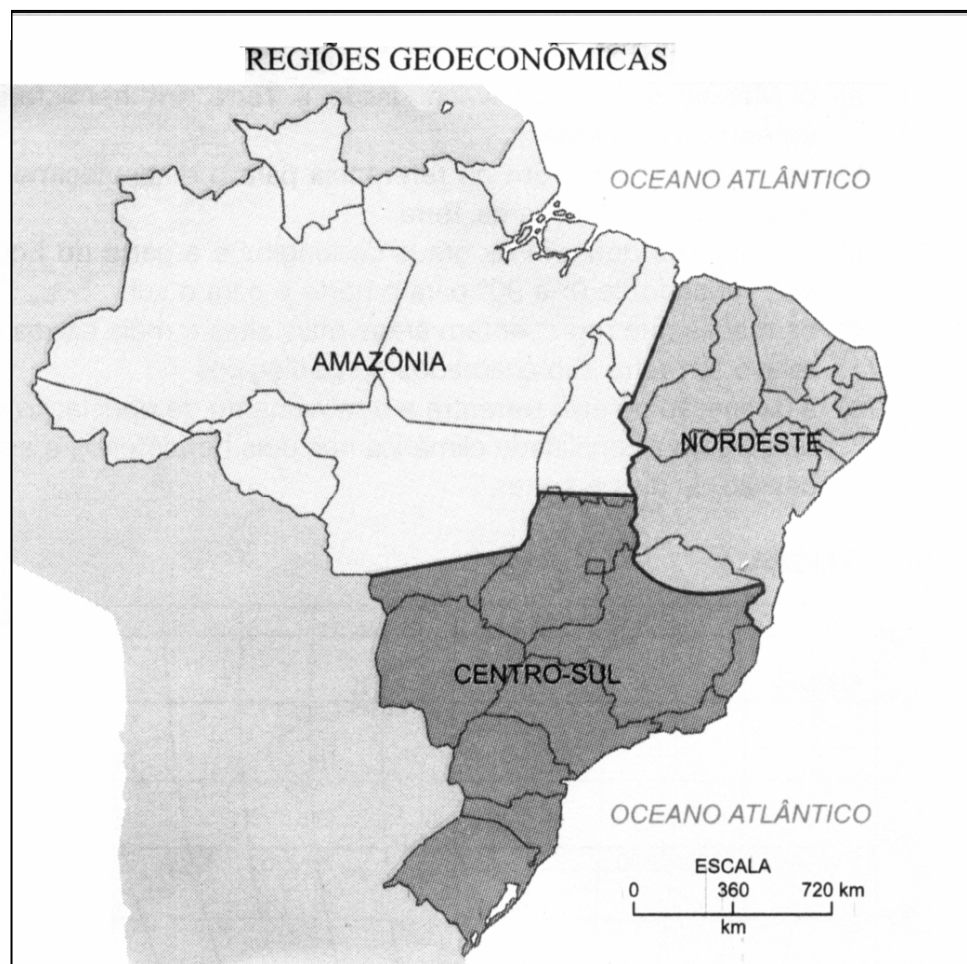 REGIÕES GEOECONÔMICAS
OCEANO ATLÂNTICO
AMAZÔNIA
NORDESTE
CENTRO-SUL
OCEANO ATLÂNTICO
ESCALA
0 360 720 km
km